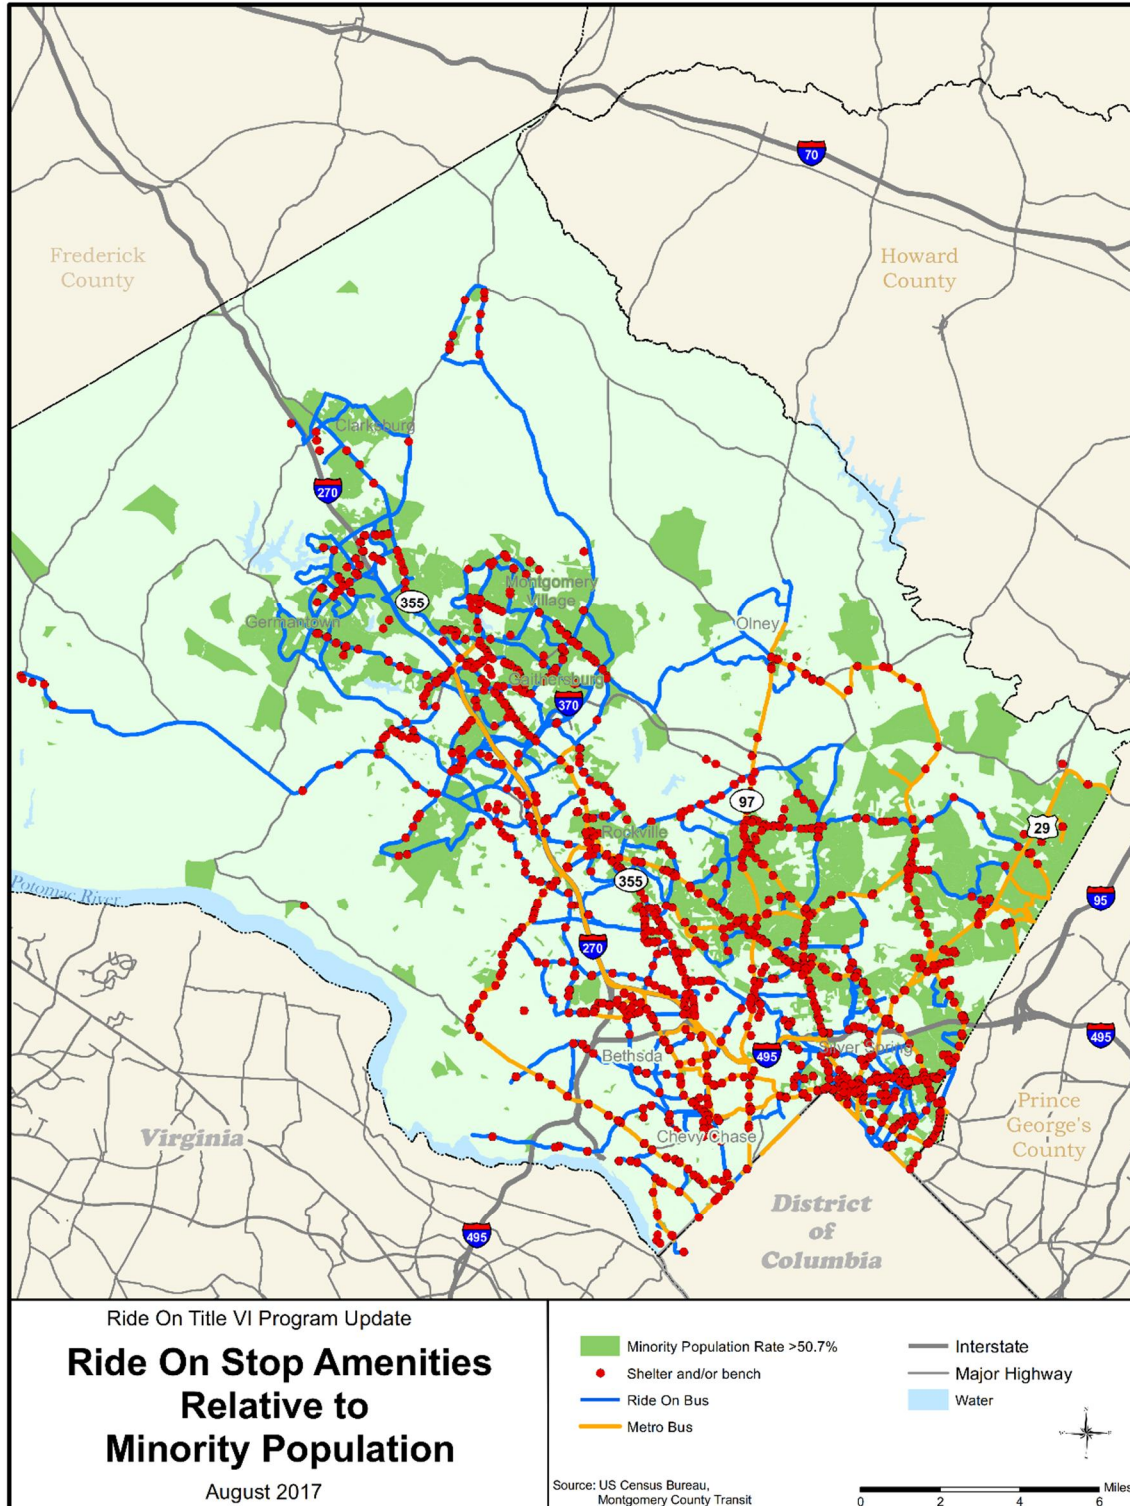 70
Frederick
County
Howard
County
Clarksburg
270
Montgomery
Village
355
Germantown
Olney
Gaithersburg
370
97
29
Rockville
355
Potomac River
95
270
495
Silver Spring
Bethsda
495
Prince
George's
County
Chevy Chase
Virginia
District
of
Columbia
495
Ride On Title VI Program Update
Ride On Stop Amenities
Relative to
Minority Population
August 2017
Minority Population Rate >50.7%
Shelter and/or bench
Ride On Bus
Metro Bus
Interstate
Major Highway
Water
Source: US Census Bureau,
Montgomery County Transit
Miles
0 2 4 6